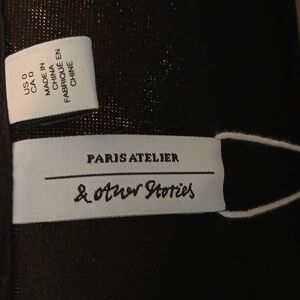 US 0
CA 0
MADE IN
CHINA
FABRIQUÉ EN
CHINE
PARIS ATELIER
& other Stories